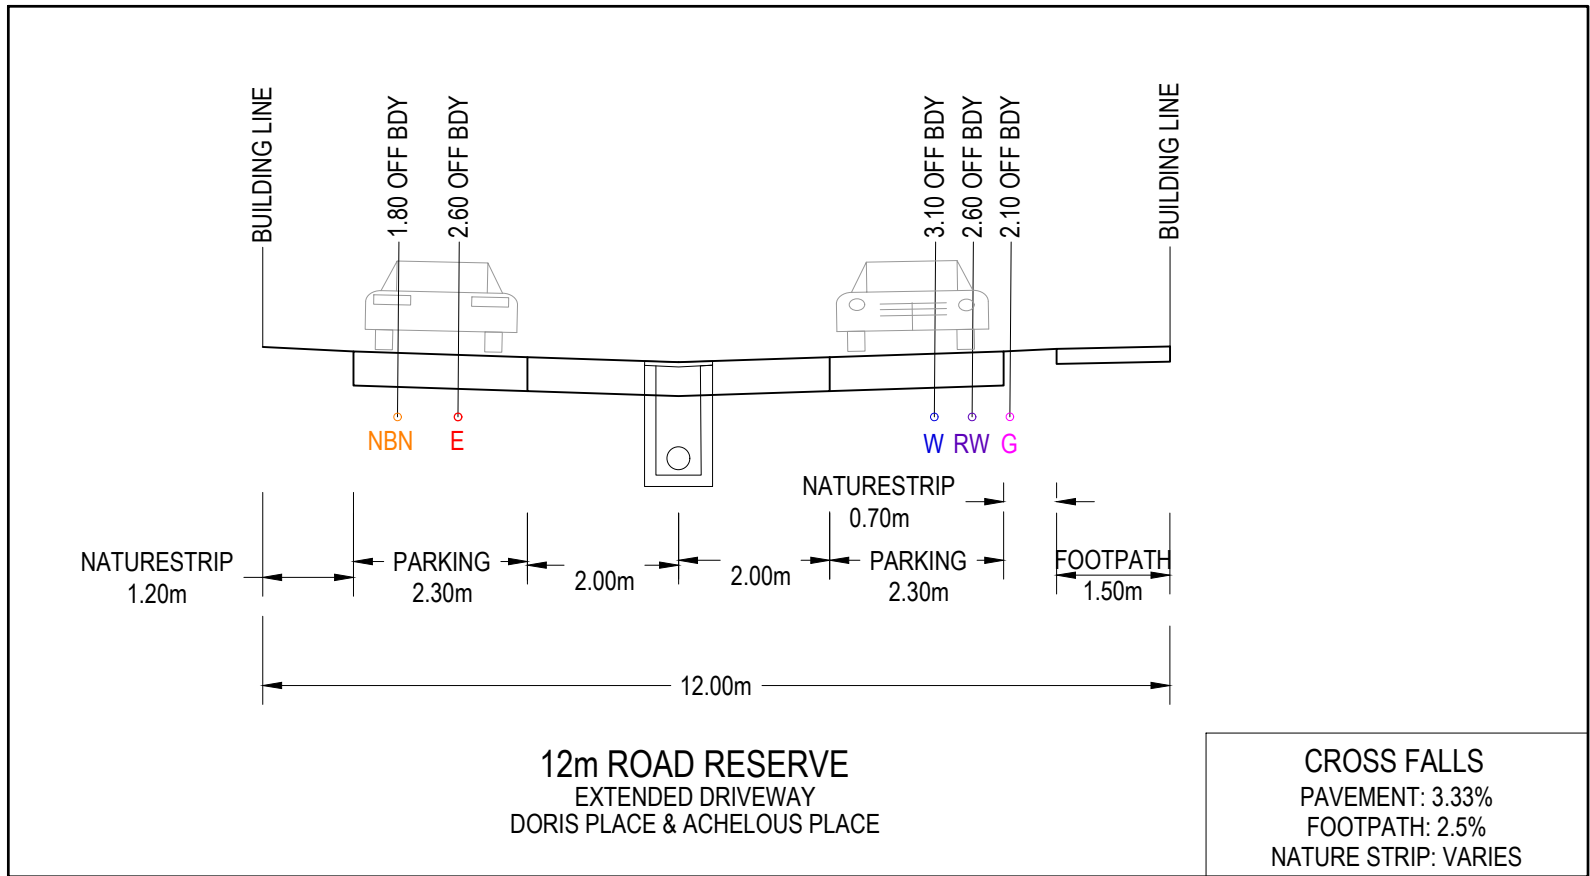 BUILDING LINE
1.80 OFF BDY
2.60 OFF BDY
3.10 OFF BDY
2.60 OFF BDY
2.10 OFF BDY
BUILDING LINE
NBN
E
W
RW
G
NATURESTRIP
0.70m
NATURESTRIP
1.20m
PARKING
2.30m
2.00m
2.00m
PARKING
2.30m
FOOTPATH
1.50m
12.00m
12m ROAD RESERVE
EXTENDED DRIVEWAY
DORIS PLACE & ACHELOUS PLACE
CROSS FALLS
PAVEMENT: 3.33%
FOOTPATH: 2.5%
NATURE STRIP: VARIES